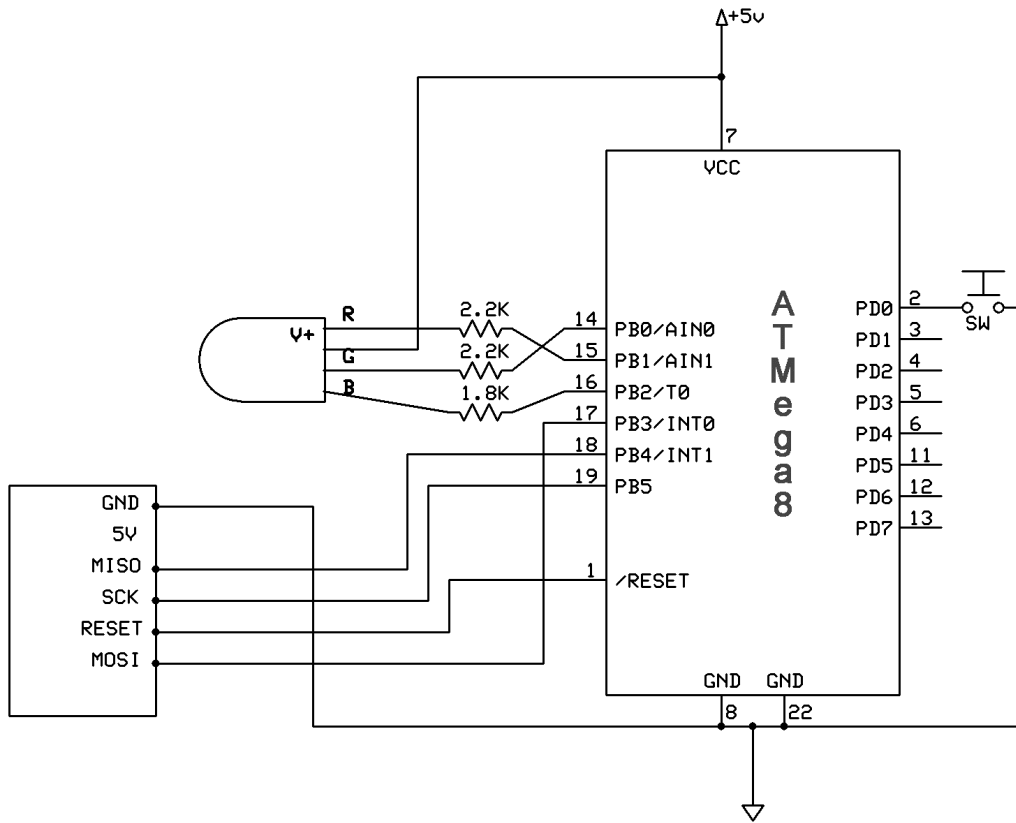 +5v
7
VCC
R
V+
G
B
2.2K
2.2K
1.8K
14 PB0/AIN0
15 PB1/AIN1
16 PB2/T0
17 PB3/INT0
18 PB4/INT1
19 PB5
1 /RESET
ATMega8
PD0 2
PD1 3
PD2 4
PD3 5
PD4 6
PD5 11
PD6 12
PD7 13
SW
GND
5V
MISO
SCK
RESET
MOSI
GND GND
8 22